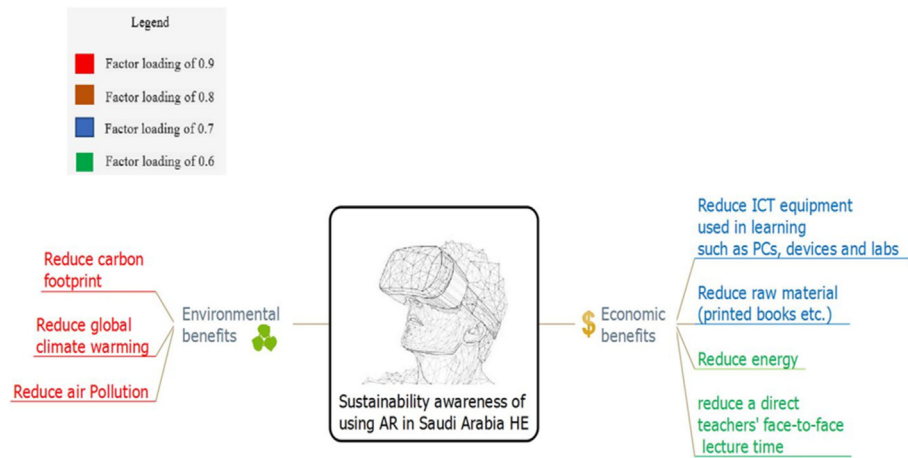 Legend
Factor loading of 0.9
Factor loading of 0.8
Factor loading of 0.7
Factor loading of 0.6
Reduce carbon
footprint
Reduce global
climate warming
Reduce air Pollution
Environmental
benefits
Sustainability awareness of
using AR in Saudi Arabia HE
$ Economic
benefits
Reduce ICT equipment
used in learning
such as PCs, devices and labs
Reduce raw material
(printed books etc.)
Reduce energy
reduce a direct
teachers' face-to-face
lecture time